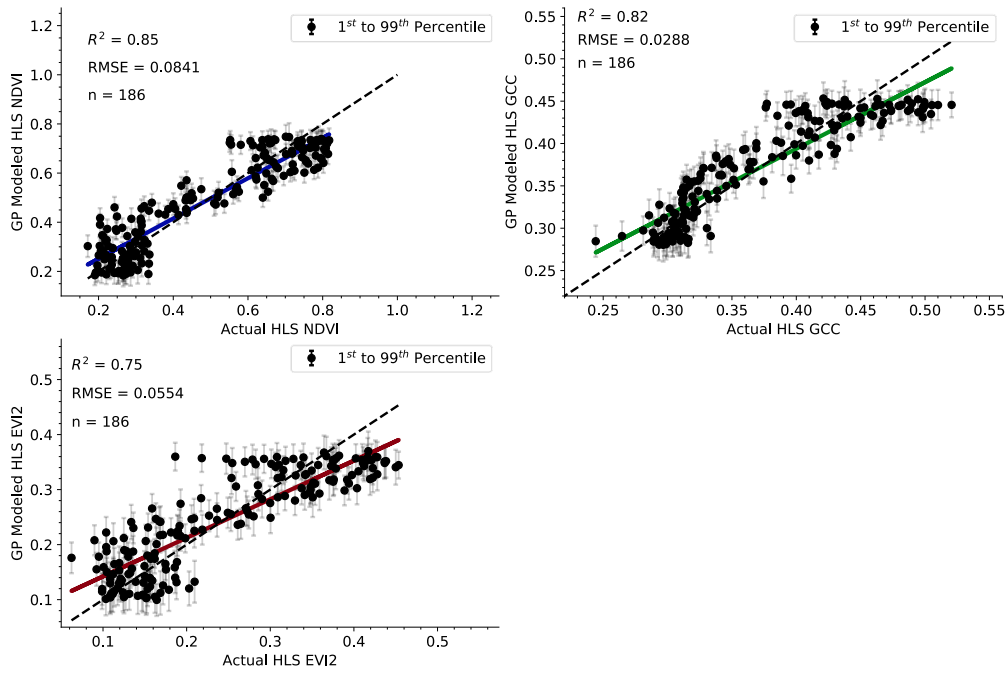 1st to 99th Percentile
R2 = 0.85
RMSE = 0.0841
n = 186
GP Modeled HLS NDVI
1.2
1.0
0.8
0.6
0.4
0.2
0.2 0.4 0.6 0.8 1.0 1.2
Actual HLS NDVI
1st to 99th Percentile
R2 = 0.82
RMSE = 0.0288
n = 186
GP Modeled HLS GCC
0.55
0.50
0.45
0.40
0.35
0.30
0.25
0.25 0.30 0.35 0.40 0.45 0.50 0.55
Actual HLS GCC
1st to 99th Percentile
R2 = 0.75
RMSE = 0.0554
n = 186
GP Modeled HLS EVI2
0.5
0.4
0.3
0.2
0.1
0.1 0.2 0.3 0.4 0.5
Actual HLS EVI2